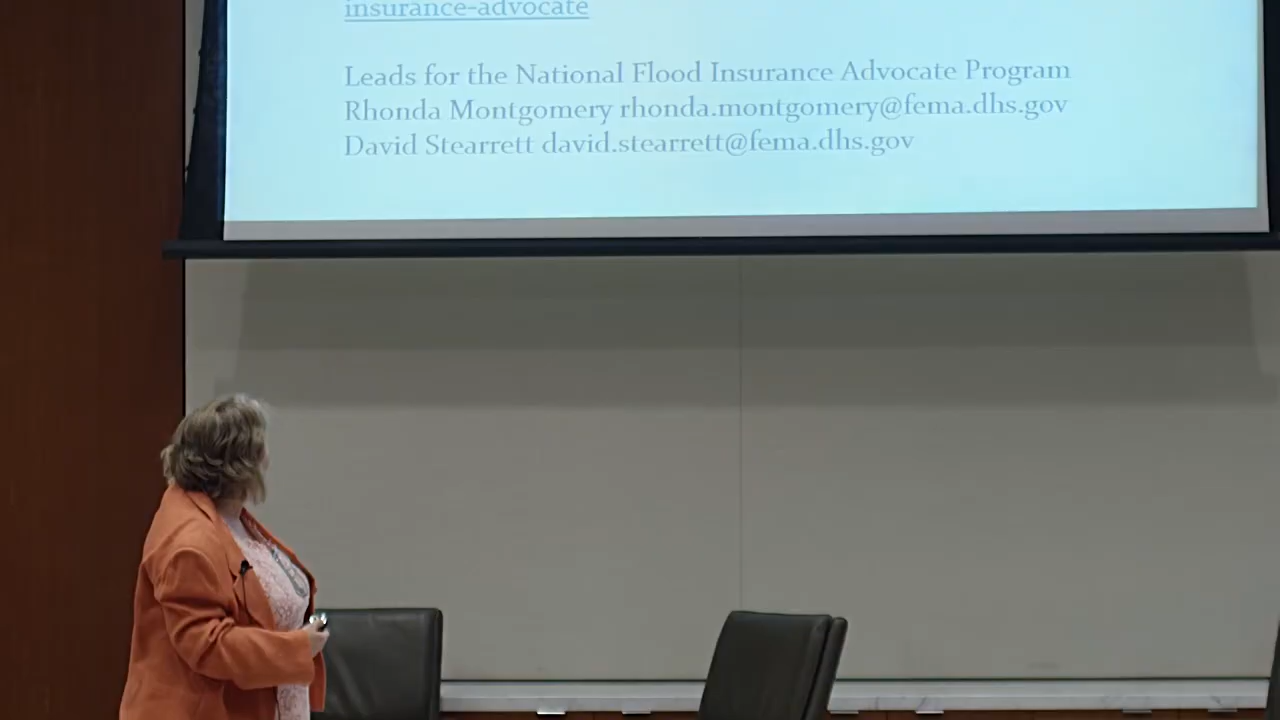 insurance-advocate
Leads for the National Flood Insurance Advocate Program
Rhonda Montgomery rhonda.montgomery@fema.dhs.gov
David Stearrett david.stearrett@fema.dhs.gov